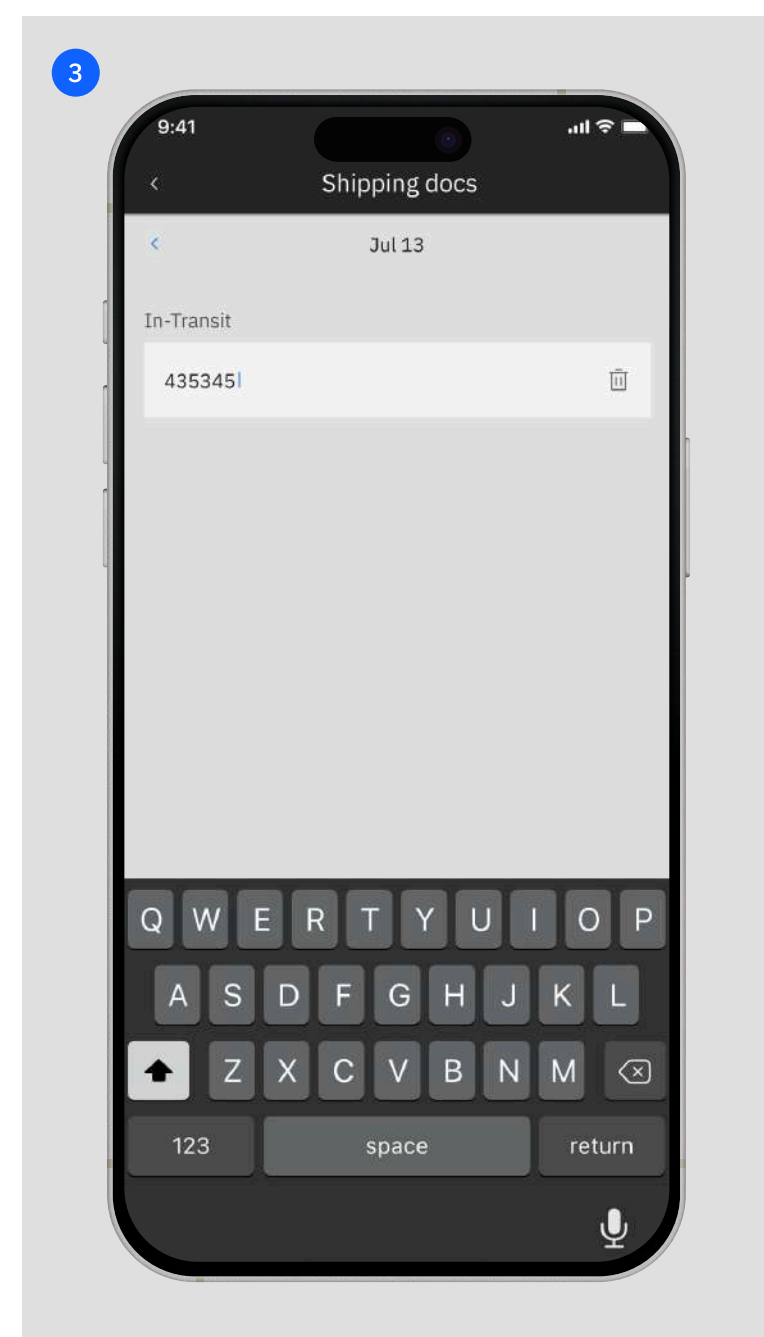 3
9:41
Shipping docs
Jul 13
In-Transit
435345
Q W E R T Y U I O P
A S D F G H J K L
Z X C V B N M
123 space return